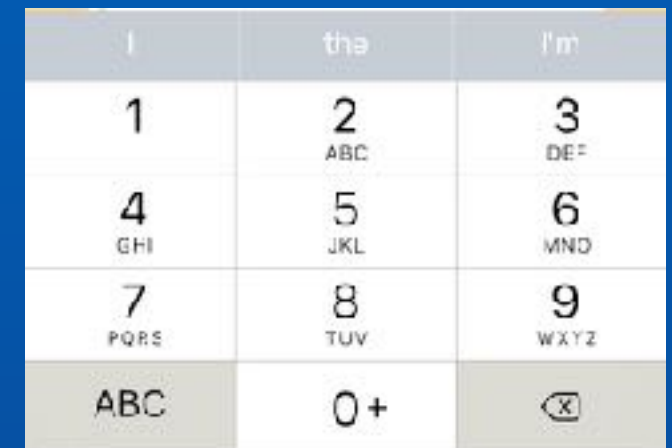 I the I'm
1 2 3
ABC DEF
4 5 6
GHI JKL MNO
7 8 9
PQRS TUV WXYZ
ABC 0+